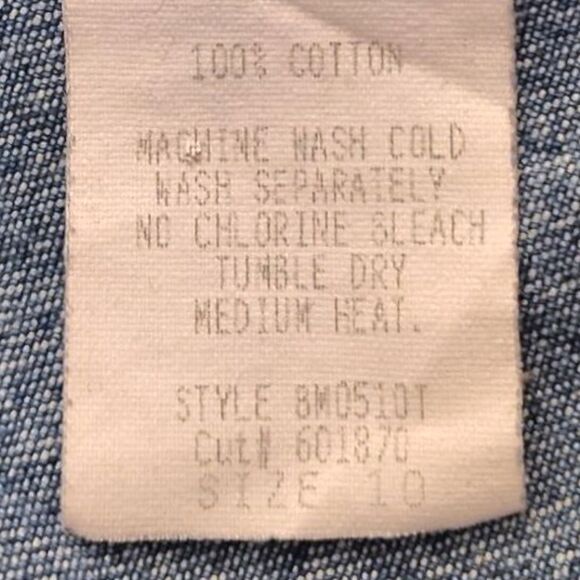 100% COTTON
MACHINE WASH COLD
WASH SEPARATELY
NO CHLORINE BLEACH
TUMBLE DRY
MEDIUM HEAT.
STYLE 8M0510T
Cut# 601870
SIZE 10